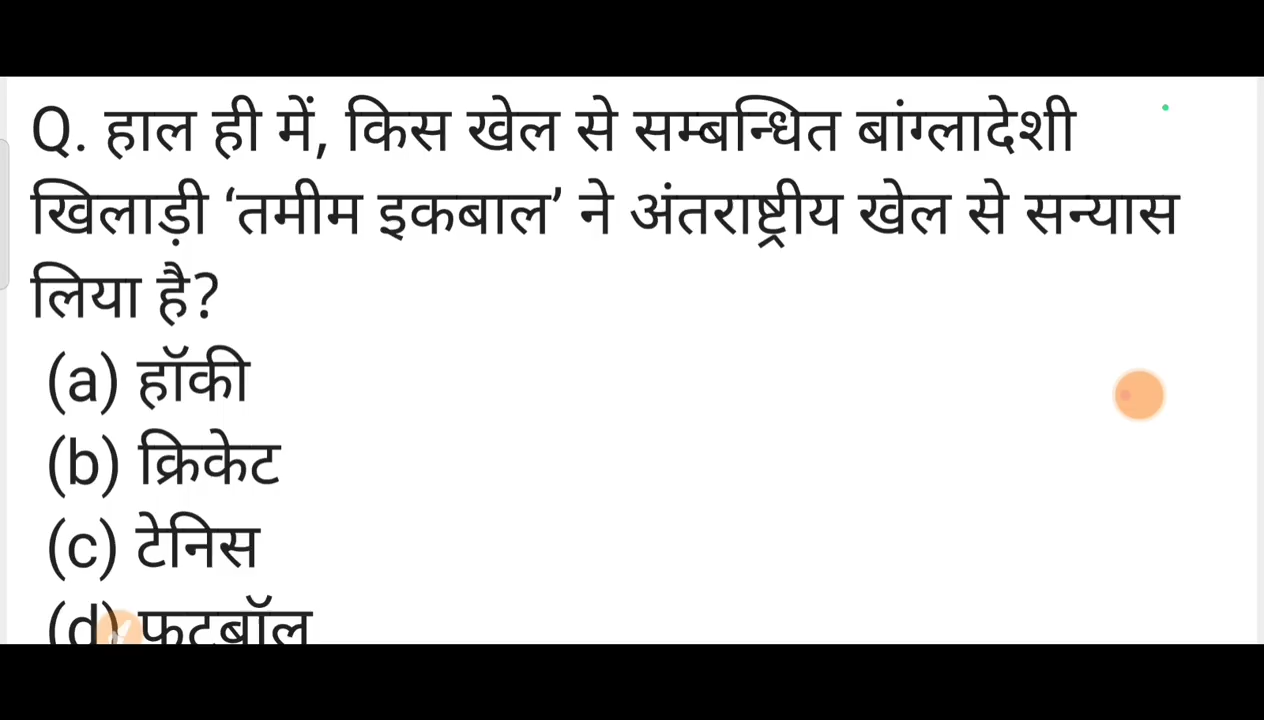 Q. हाल ही में, किस खेल से सम्बन्धित बांग्लादेशी
खिलाड़ी ‘तमीम इकबाल’ ने अंतराष्ट्रीय खेल से सन्यास
लिया है?
(a) हॉकी
(b) क्रिकेट
(c) टेनिस
(d) फुटबॉल